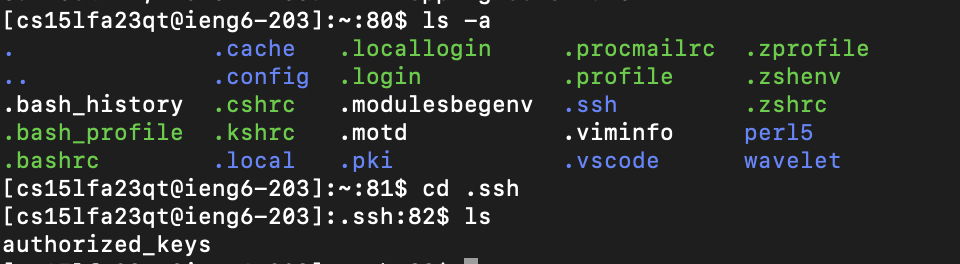 [cs15lfa23qt@ieng6-203]:~:80$ ls -a
. .cache .locallogin .procmailrc .zprofile
.. .config .login .profile .zshenv
.bash_history .cshrc .modulesbegenv .ssh .zshrc
.bash_profile .kshrc .motd .viminfo perl5
.bashrc .local .pki .vscode wavelet
[cs15lfa23qt@ieng6-203]:~:81$ cd .ssh
[cs15lfa23qt@ieng6-203]:.ssh:82$ ls
authorized_keys